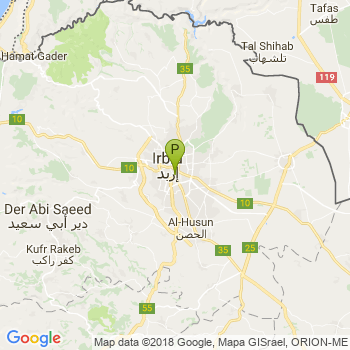 Tafas
طفس
Hamat Gader
Tal Shihab
تلشهاب
35
119
10
P
Irbid
إربد
10
10
Der Abi Saeed
دير أبي سعيد
Al-Husun
الحصن
Kufr Rakeb
كفر راكب
35
25
55
Google
Map data ©2018 Google, Mapa GISrael, ORION-ME